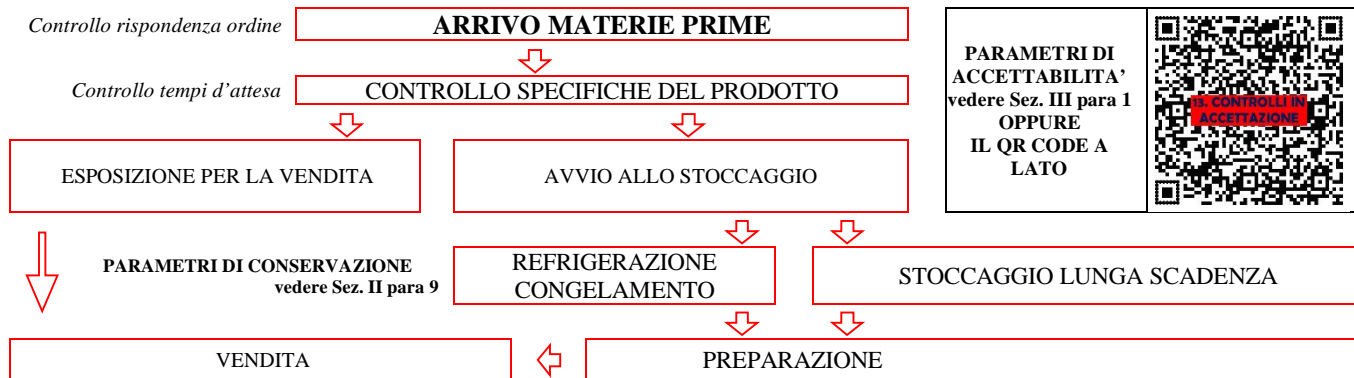 Controllo rispondenza ordine
ARRIVO MATERIE PRIME
Controllo tempi d'attesa
CONTROLLO SPECIFICHE DEL PRODOTTO
PARAMETRI DI
ACCETTABILITA’
vedere Sez. III para 1
OPPURE
IL QR CODE A
LATO
13. CONTROLLI IN
ACCETTAZIONE
ESPOSIZIONE PER LA VENDITA
AVVIO ALLO STOCCAGGIO
PARAMETRI DI CONSERVAZIONE
vedere Sez. II para 9
REFRIGERAZIONE
CONGELAMENTO
STOCCAGGIO LUNGA SCADENZA
VENDITA
PREPARAZIONE